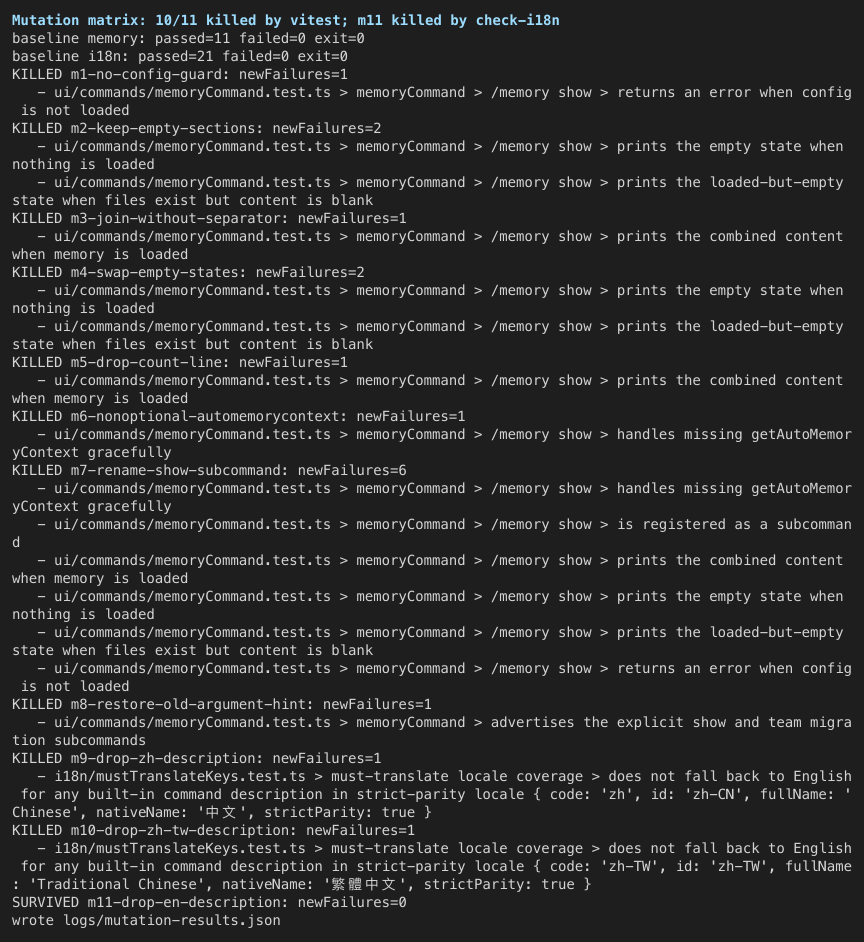 Mutation matrix: 10/11 killed by vitest; m11 killed by check-i18n
baseline memory: passed=11 failed=0 exit=0
baseline i18n: passed=21 failed=0 exit=0
KILLED m1-no-config-guard: newFailures=1
   - ui/commands/memoryCommand.test.ts > memoryCommand > /memory show > returns an error when config
 is not loaded
KILLED m2-keep-empty-sections: newFailures=2
   - ui/commands/memoryCommand.test.ts > memoryCommand > /memory show > prints the empty state when
nothing is loaded
   - ui/commands/memoryCommand.test.ts > memoryCommand > /memory show > prints the loaded-but-empty
state when files exist but content is blank
KILLED m3-join-without-separator: newFailures=1
   - ui/commands/memoryCommand.test.ts > memoryCommand > /memory show > prints the combined content
when memory is loaded
KILLED m4-swap-empty-states: newFailures=2
   - ui/commands/memoryCommand.test.ts > memoryCommand > /memory show > prints the empty state when
nothing is loaded
   - ui/commands/memoryCommand.test.ts > memoryCommand > /memory show > prints the loaded-but-empty
state when files exist but content is blank
KILLED m5-drop-count-line: newFailures=1
   - ui/commands/memoryCommand.test.ts > memoryCommand > /memory show > prints the combined content
when memory is loaded
KILLED m6-nonoptional-automemorycontext: newFailures=1
   - ui/commands/memoryCommand.test.ts > memoryCommand > /memory show > handles missing getAutoMemor
yContext gracefully
KILLED m7-rename-show-subcommand: newFailures=6
   - ui/commands/memoryCommand.test.ts > memoryCommand > /memory show > handles missing getAutoMemor
yContext gracefully
   - ui/commands/memoryCommand.test.ts > memoryCommand > /memory show > is registered as a subcomman
d
   - ui/commands/memoryCommand.test.ts > memoryCommand > /memory show > prints the combined content
when memory is loaded
   - ui/commands/memoryCommand.test.ts > memoryCommand > /memory show > prints the empty state when
nothing is loaded
   - ui/commands/memoryCommand.test.ts > memoryCommand > /memory show > prints the loaded-but-empty
state when files exist but content is blank
   - ui/commands/memoryCommand.test.ts > memoryCommand > /memory show > returns an error when config
 is not loaded
KILLED m8-restore-old-argument-hint: newFailures=1
   - ui/commands/memoryCommand.test.ts > memoryCommand > advertises the explicit show and team migra
tion subcommands
KILLED m9-drop-zh-description: newFailures=1
   - i18n/mustTranslateKeys.test.ts > must-translate locale coverage > does not fall back to English
 for any built-in command description in strict-parity locale { code: 'zh', id: 'zh-CN', fullName: '
Chinese', nativeName: '中文', strictParity: true }
KILLED m10-drop-zh-tw-description: newFailures=1
   - i18n/mustTranslateKeys.test.ts > must-translate locale coverage > does not fall back to English
 for any built-in command description in strict-parity locale { code: 'zh-TW', id: 'zh-TW', fullName
: 'Traditional Chinese', nativeName: '繁體中文', strictParity: true }
SURVIVED m11-drop-en-description: newFailures=0
wrote logs/mutation-results.json